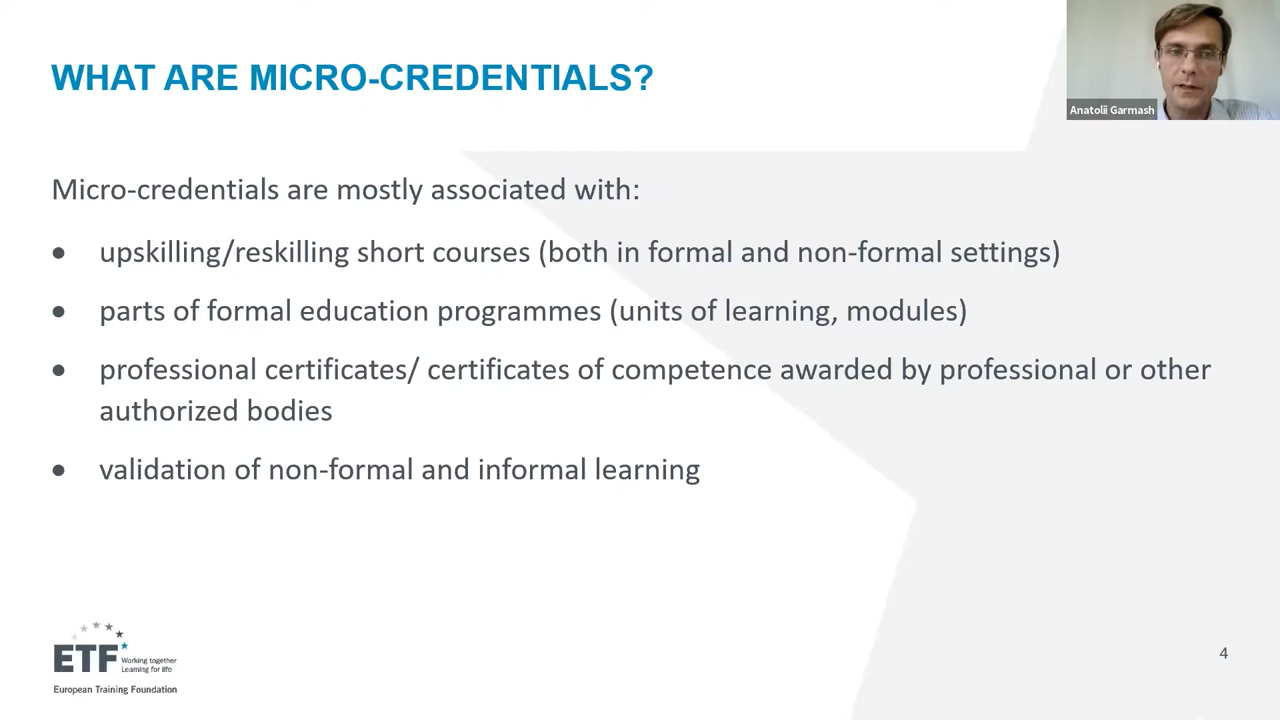 WHAT ARE MICRO-CREDENTIALS?
Anatolii Garmash
Micro-credentials are mostly associated with:
● upskilling/reskilling short courses (both in formal and non-formal settings)
● parts of formal education programmes (units of learning, modules)
● professional certificates/ certificates of competence awarded by professional or other
authorized bodies
● validation of non-formal and informal learning
ETF
Working together
Learning for life
European Training Foundation
4